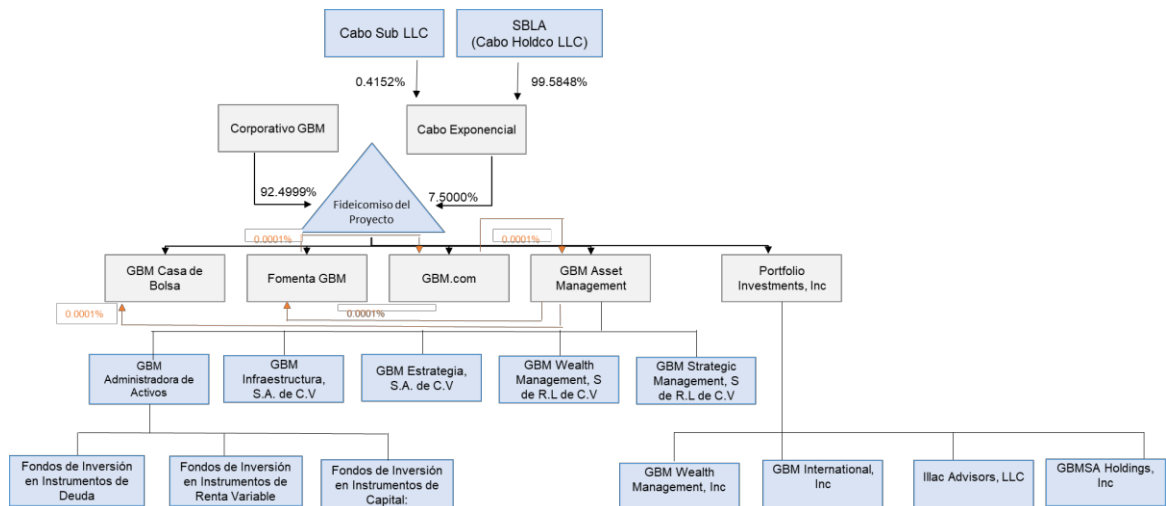 Cabo Sub LLC
SBLA
(Cabo Holdco LLC)
0.4152%
99.5848%
Corporativo GBM
Cabo Exponencial
92.4999%
7.5000%
Fideicomiso del
Proyecto
0.0001%
0.0001%
GBM Casa de
Bolsa
Fomenta GBM
GBM.com
GBM Asset
Management
Portfolio
Investments, Inc
0.0001%
0.0001%
GBM
Administradora de
Activos
GBM
Infraestructura,
S.A. de C.V
GBM Estrategia,
S.A. de C.V
GBM Wealth
Management, S
de R.L de C.V
GBM Strategic
Management, S
de R.L de C.V
Fondos de Inversión
en Instrumentos de
Deuda
Fondos de Inversión
en Instrumentos de
Renta Variable
Fondos de Inversión
en Instrumentos de
Capital:
GBM Wealth
Management, Inc
GBM International,
Inc
Illac Advisors, LLC
GBMSA Holdings,
Inc